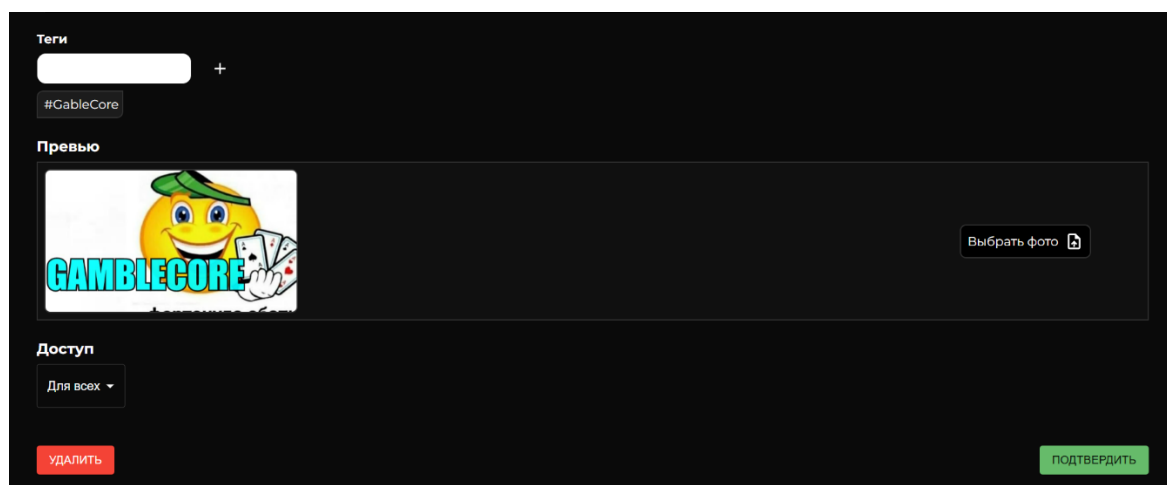 Теги
+
#GableCore
Превью
GAMBLECORE
Выбрать фото
Доступ
Для всех
УДАЛИТЬ
ПОДТВЕРДИТЬ